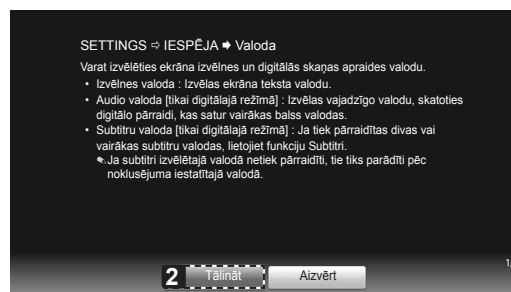 SETTINGS ⇨ IESPĒJA ➡ Valoda
Varat izvēlēties ekrāna izvēlnes un digitālās skaņas apraides valodu.
• Izvēlnes valoda : Izvēlas ekrāna teksta valodu.
• Audio valoda [tikai digitālajā režīmā] : Izvēlas vajadzīgo valodu, skatoties
digitālo pārraidi, kas satur vairākas balss valodas.
• Subtitru valoda [tikai digitālajā režīmā] : Ja tiek pārraidītas divas vai
vairākas subtitru valodas, lietojiet funkciju Subtitri.
Ja subtitri izvēlētajā valodā netiek pārraidīti, tie tiks parādīti pēc
noklusējuma iestatītajā valodā.
2 Tālināt Aizvērt